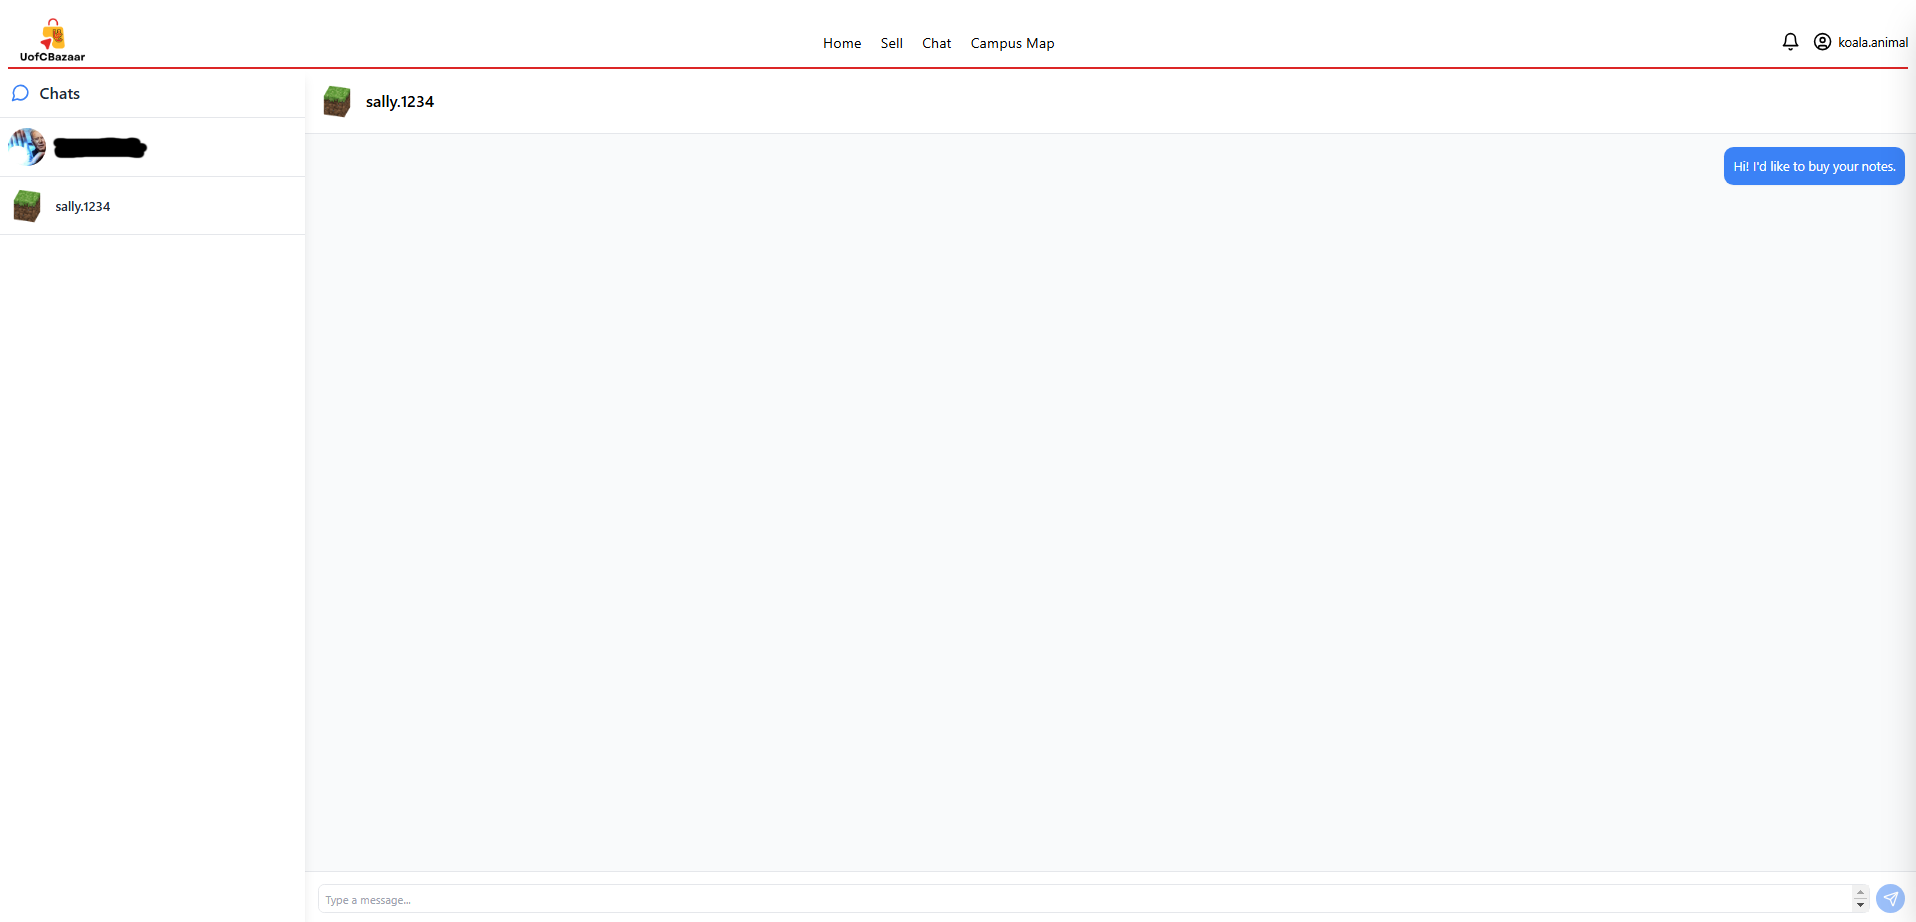 UofCBazaar
Home Sell Chat Campus Map
koala.animal
Chats
sally.1234
sally.1234
Hi! I'd like to buy your notes.
Type a message...